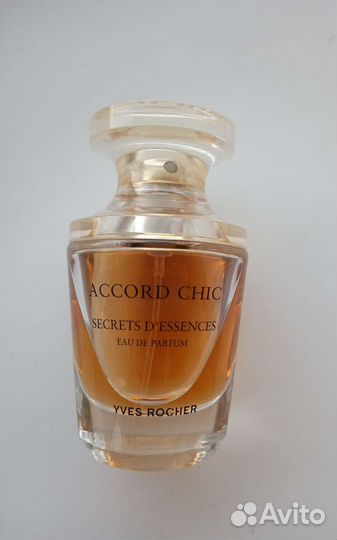 ACCORD CHIC
SECRETS D'ESSENCES
EAU DE PARFUM
YVES ROCHER
Avito